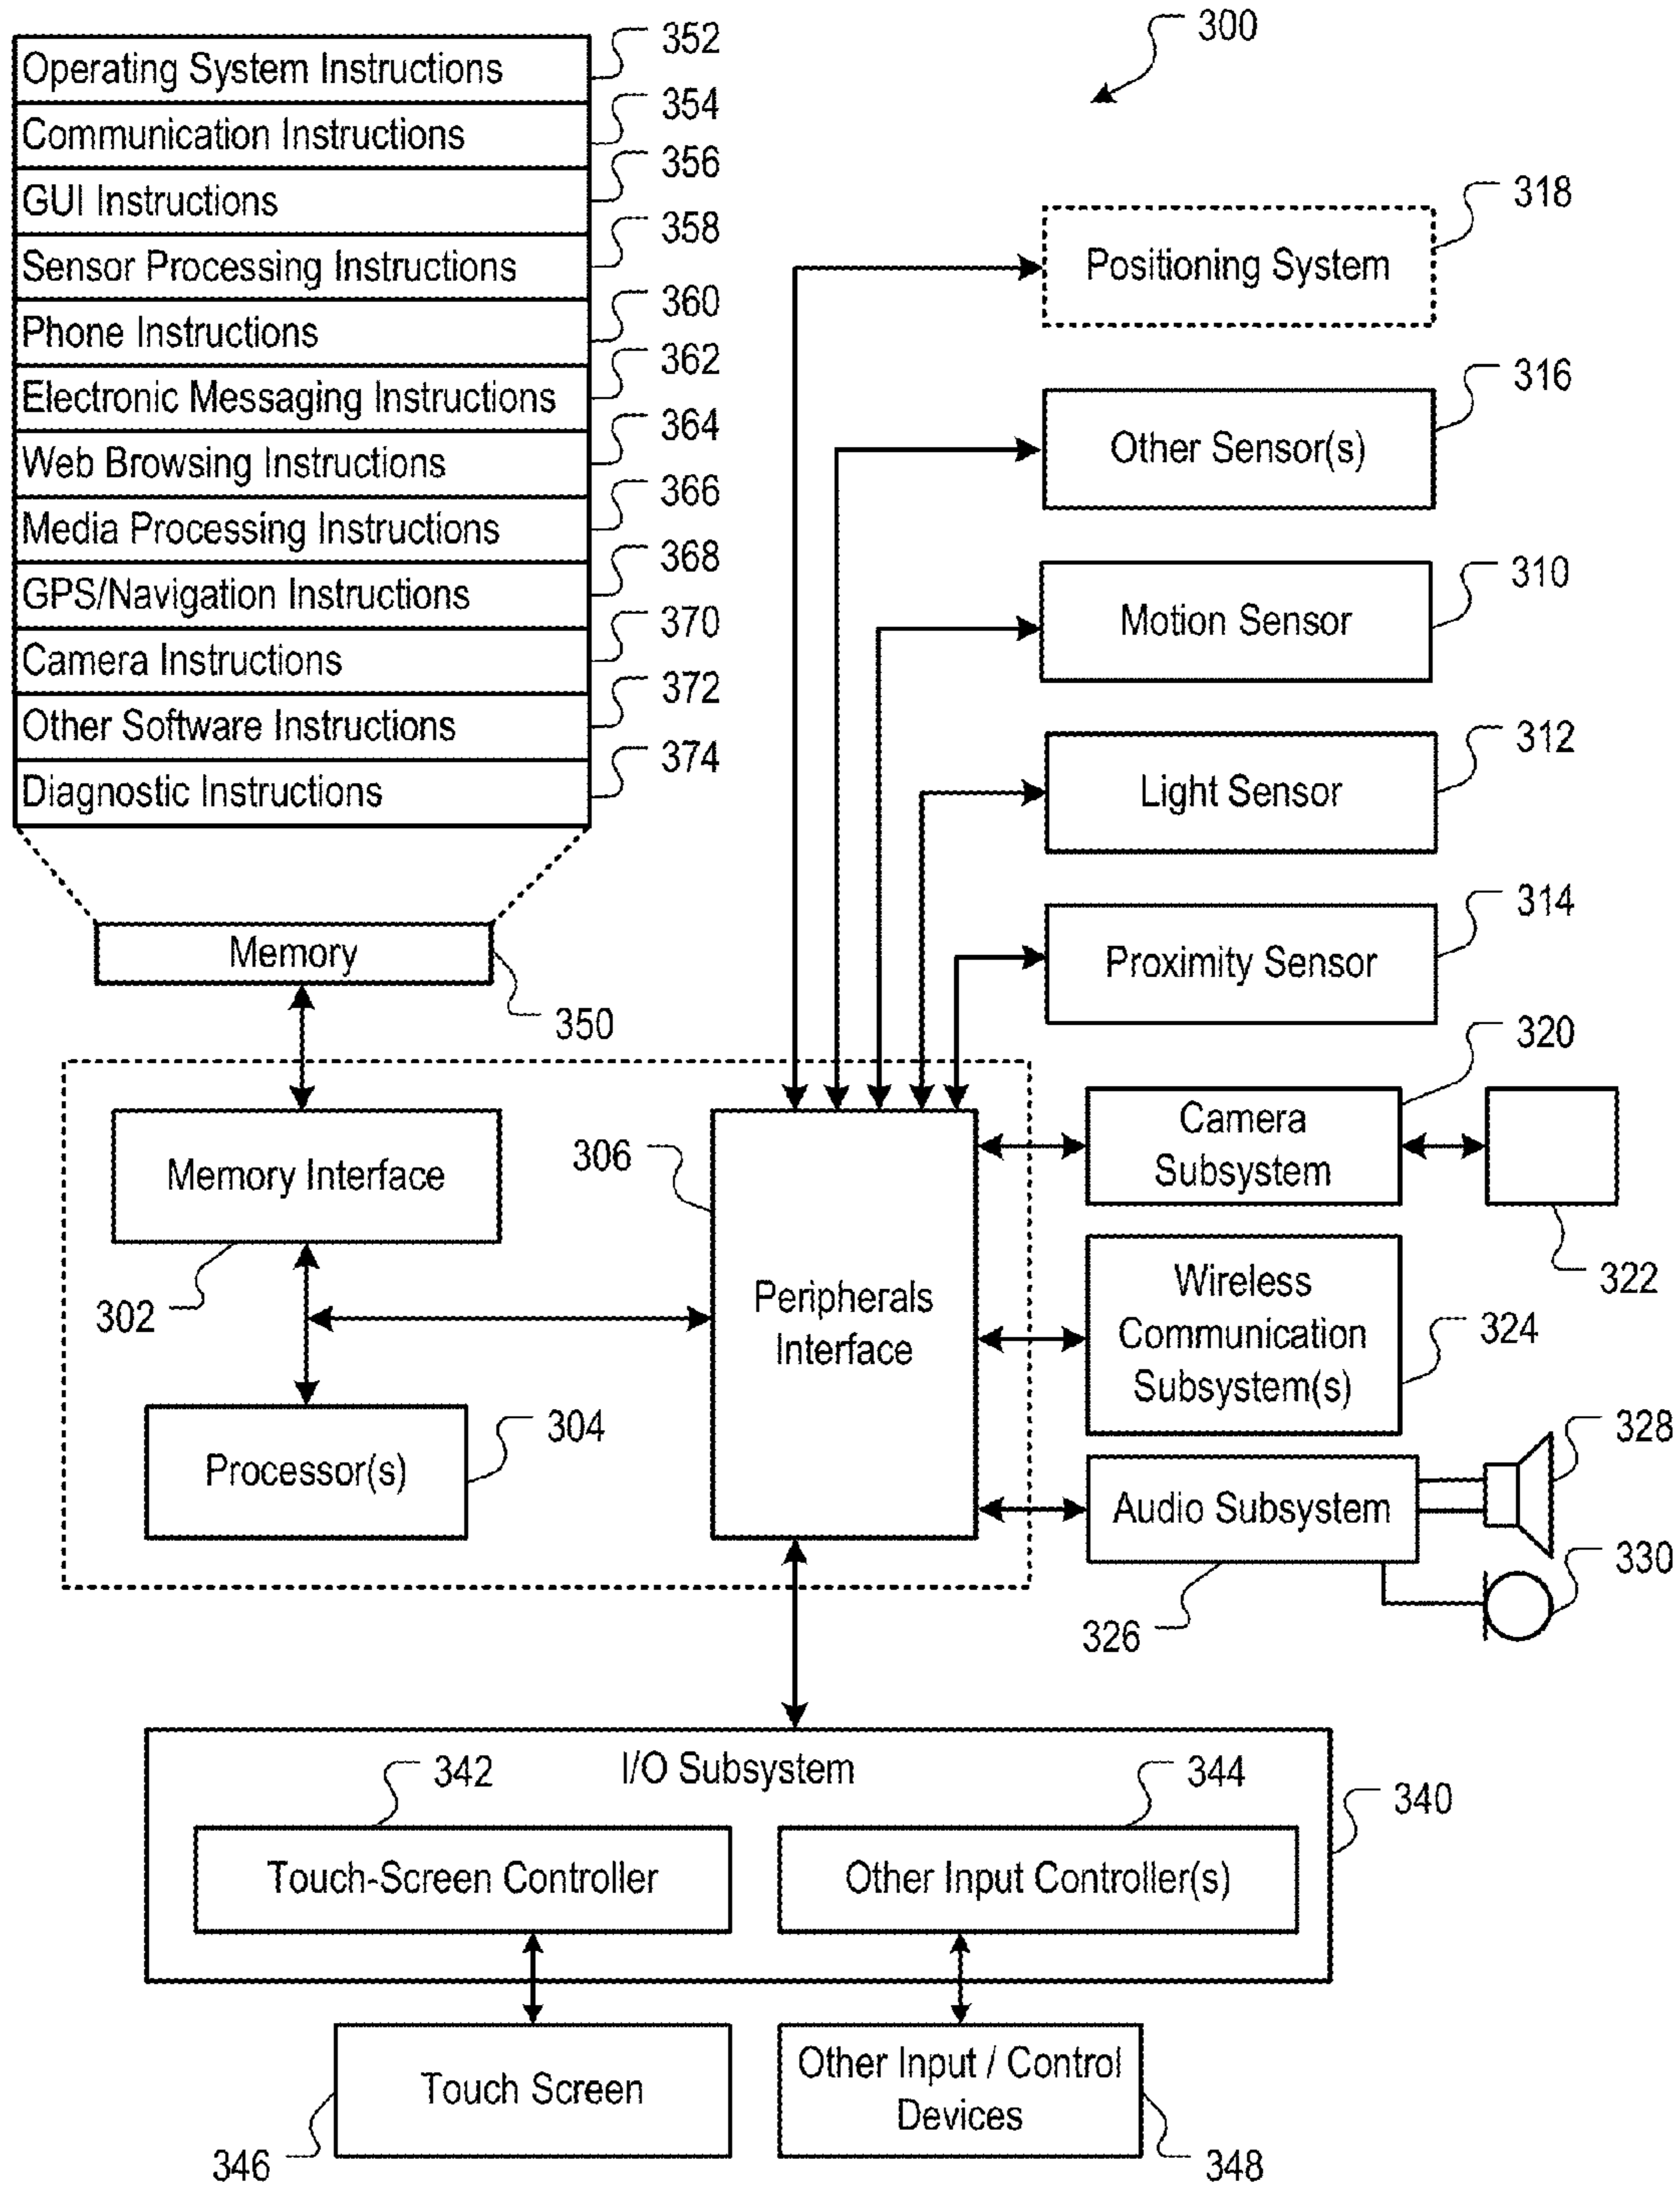 300
Operating System Instructions
352
Communication Instructions
354
GUI Instructions
356
Sensor Processing Instructions
358
Phone Instructions
360
Electronic Messaging Instructions
362
Web Browsing Instructions
364
Media Processing Instructions
366
GPS/Navigation Instructions
368
Camera Instructions
370
Other Software Instructions
372
Diagnostic Instructions
374
Memory
350
Positioning System
318
Other Sensor(s)
316
Motion Sensor
310
Light Sensor
312
Proximity Sensor
314
Memory Interface
302
Processor(s)
304
306
Peripherals
Interface
Camera
Subsystem
320
322
Wireless
Communication
Subsystem(s)
324
Audio Subsystem
326
328
330
I/O Subsystem
340
342
Touch-Screen Controller
344
Other Input Controller(s)
Touch Screen
346
Other Input / Control
Devices
348